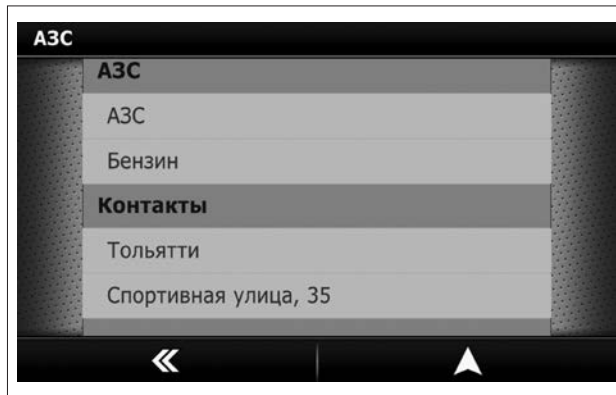 АЗС
АЗС
АЗС
Бензин
Контакты
Тольятти
Спортивная улица, 35